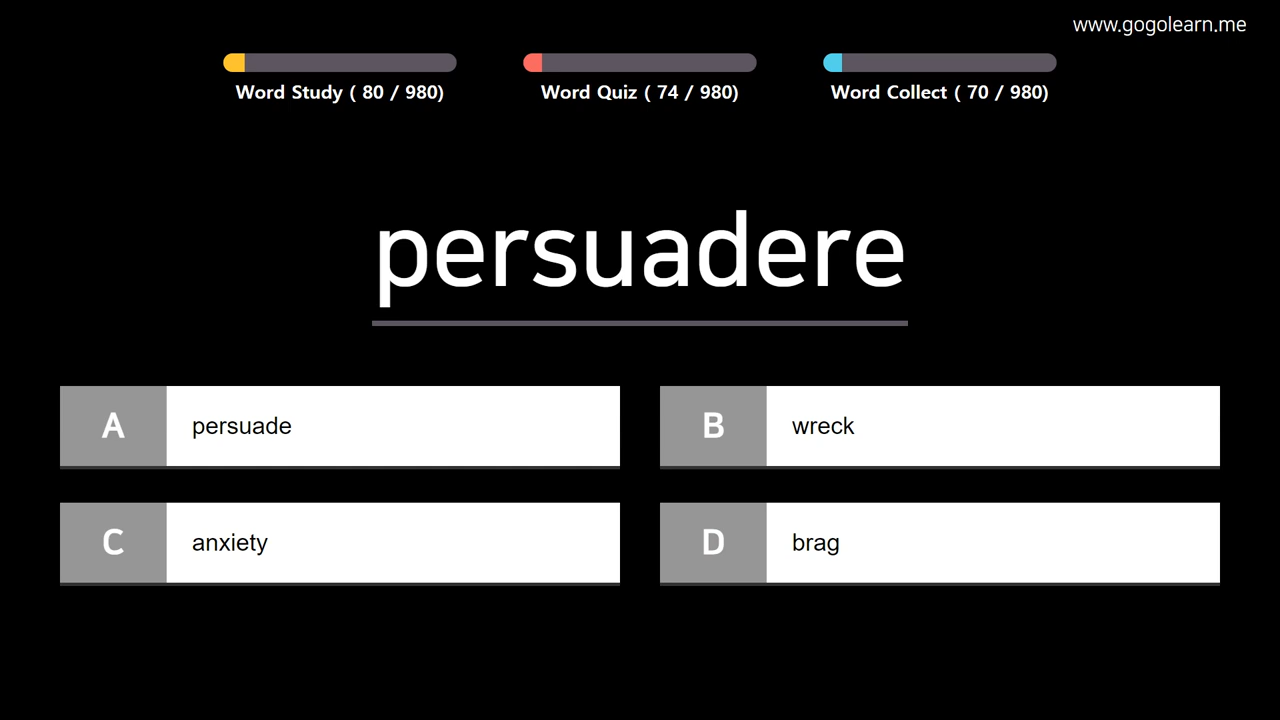 www.gogolearn.me
Word Study ( 80 / 980)
Word Quiz ( 74 / 980)
Word Collect ( 70 / 980)
persuadere
A persuade
B wreck
C anxiety
D brag